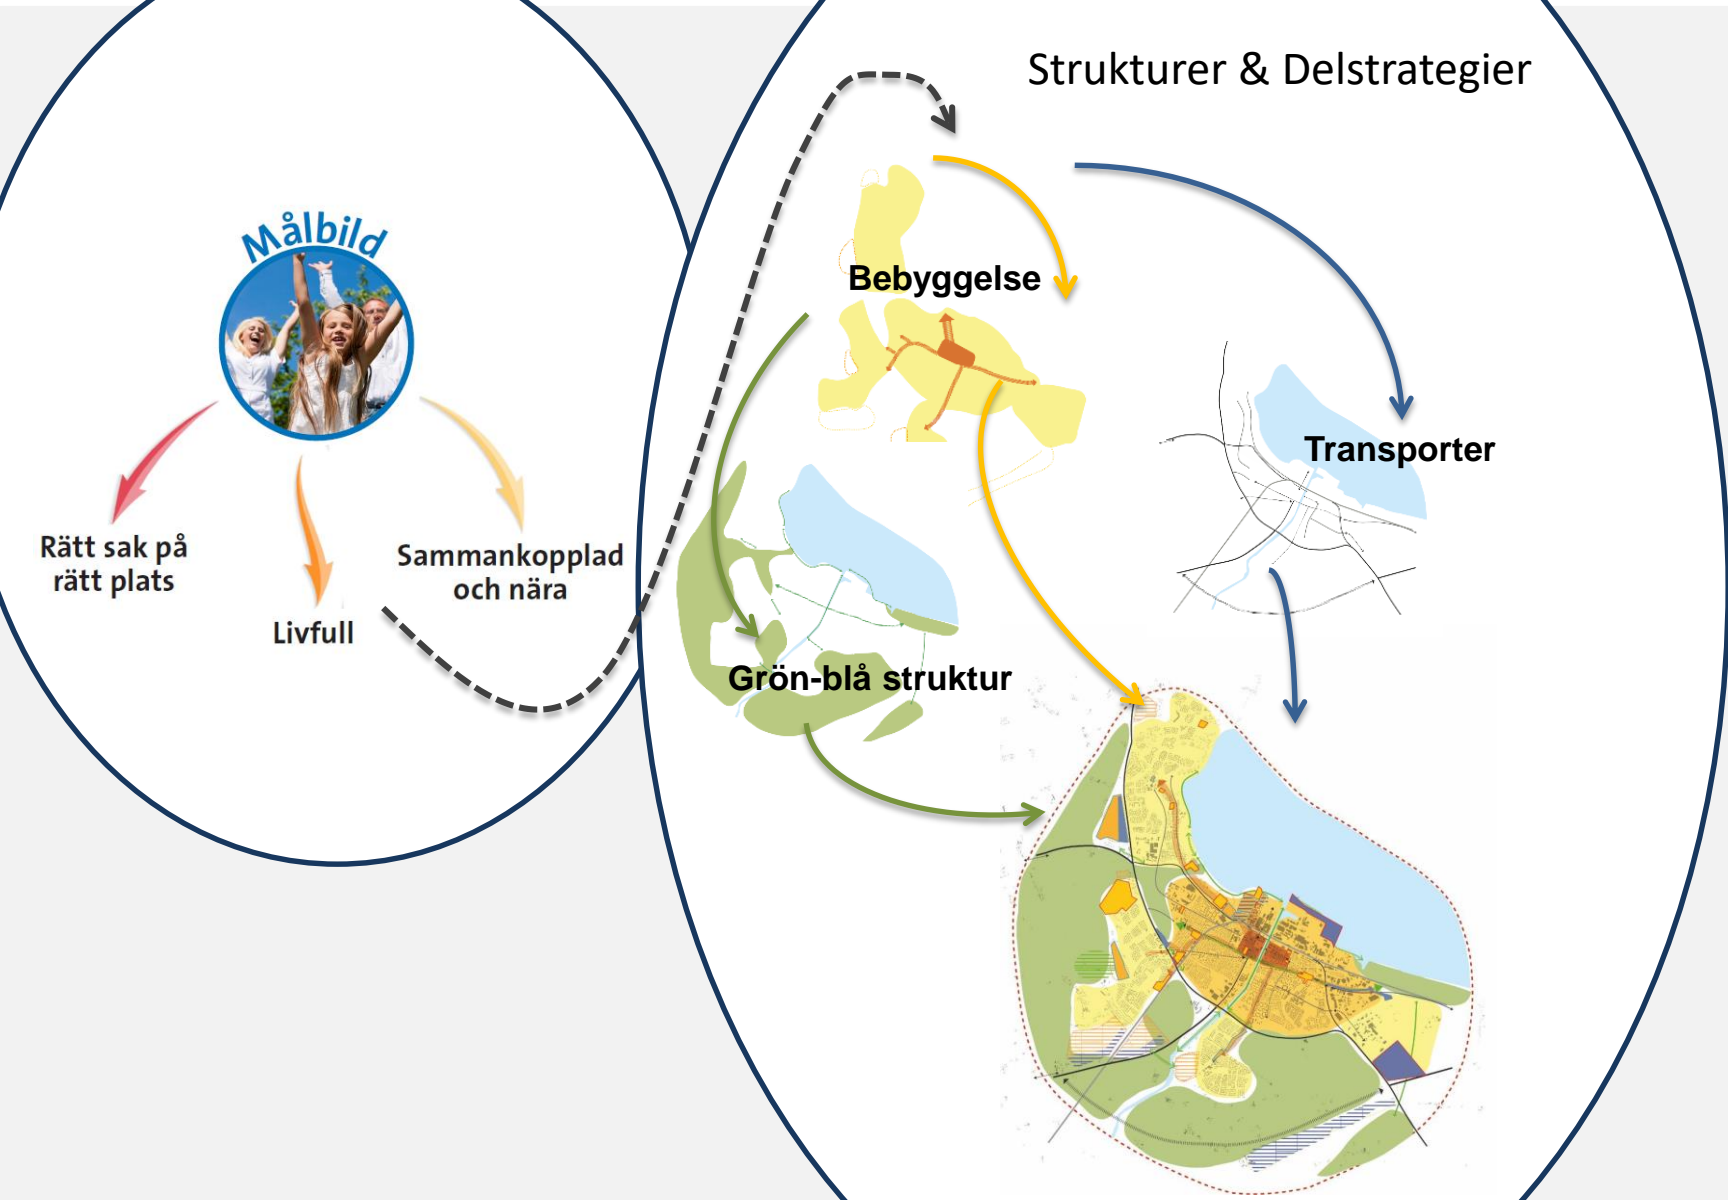 Strukturer & Delstrategier
Målbild
Rätt sak på
rätt plats
Livfull
Sammankopplad
och nära
Bebyggelse
Transporter
Grön-blå struktur